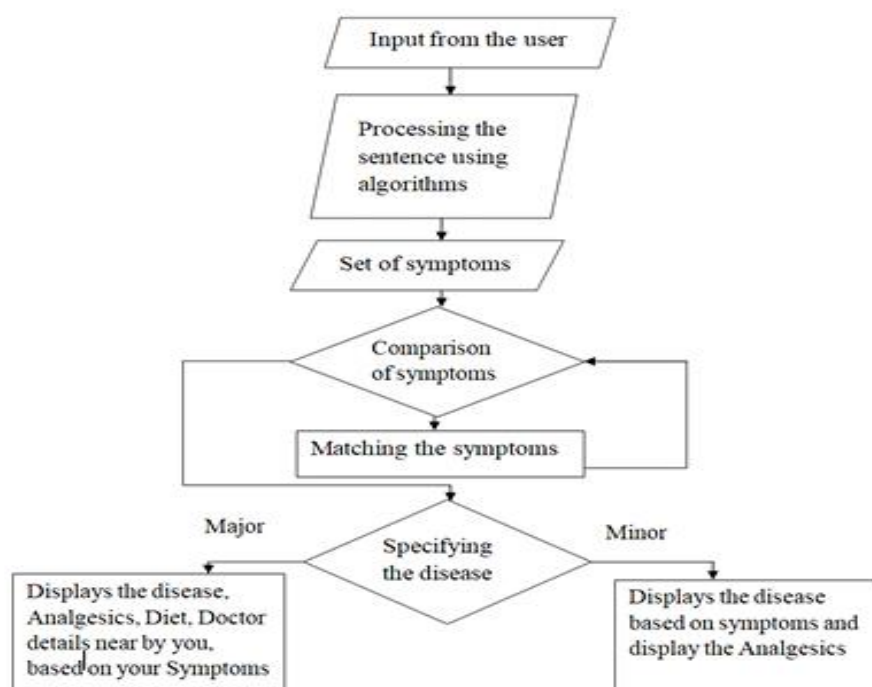 Input from the user
Processing the
sentence using
algorithms
Set of symptoms
Comparison
of symptoms
Matching the symptoms
Major
Minor
Specifying
the disease
Displays the disease,
Analgesics, Diet, Doctor
details near by you,
based on your Symptoms
Displays the disease
based on symptoms and
display the Analgesics